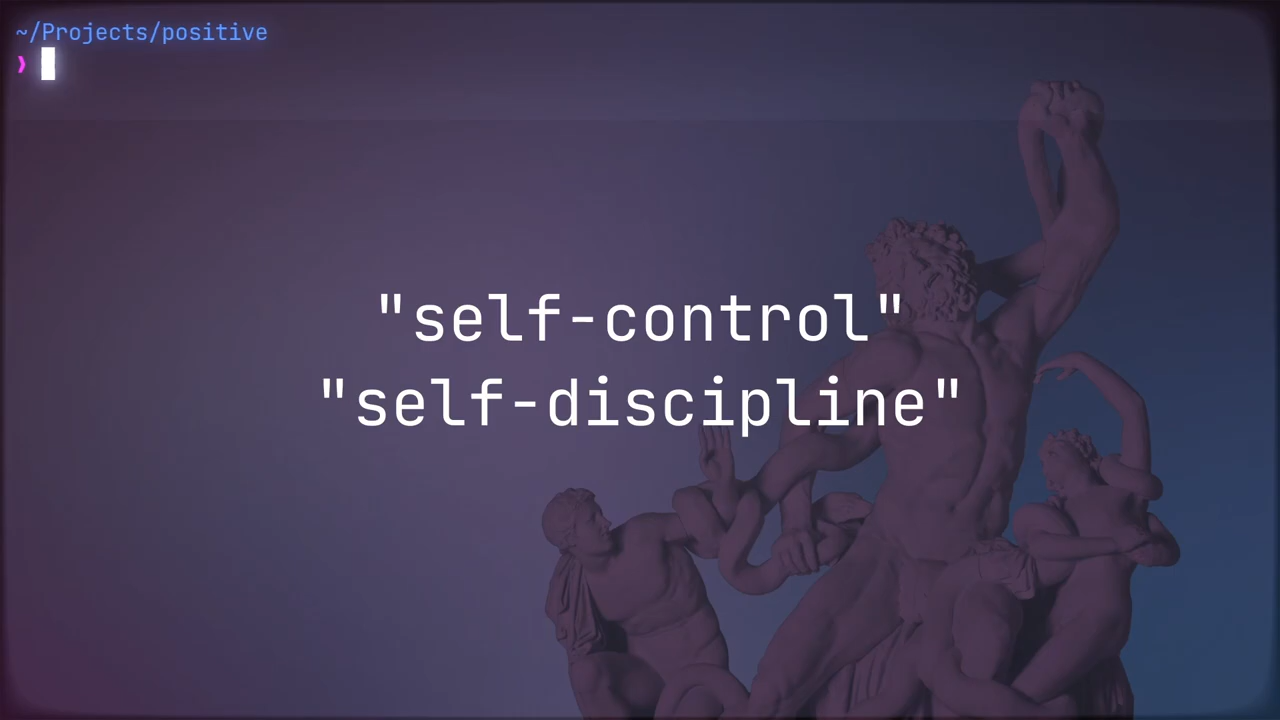 ~/Projects/positive
❯
"self-control"
"self-discipline"